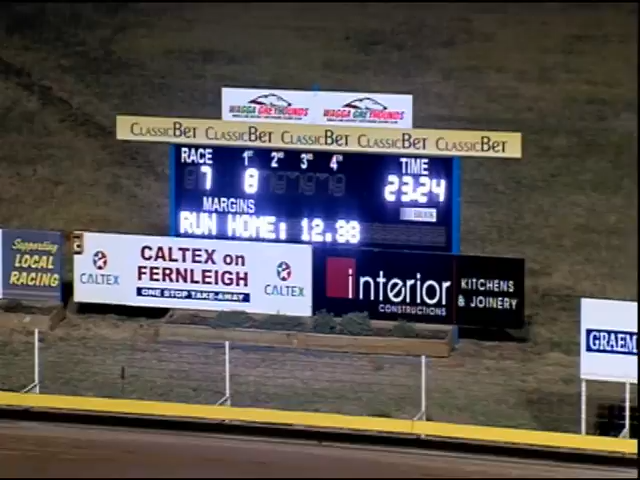 WAGGA GREYHOUNDS WAGGA GREYHOUNDS
CLASSICBET CLASSICBET CLASSICBET CLASSICBET CLASSICBET
RACE 1ST 2ND 3RD 4TH TIME
7 8 23.24
MARGINS
RUN HOME: 12.38
Supporting
LOCAL
RACING
CALTEX
CALTEX on
FERNLEIGH
ONE STOP TAKE-AWAY
CALTEX
interior
CONSTRUCTIONS
KITCHENS
& JOINERY
GRAEM